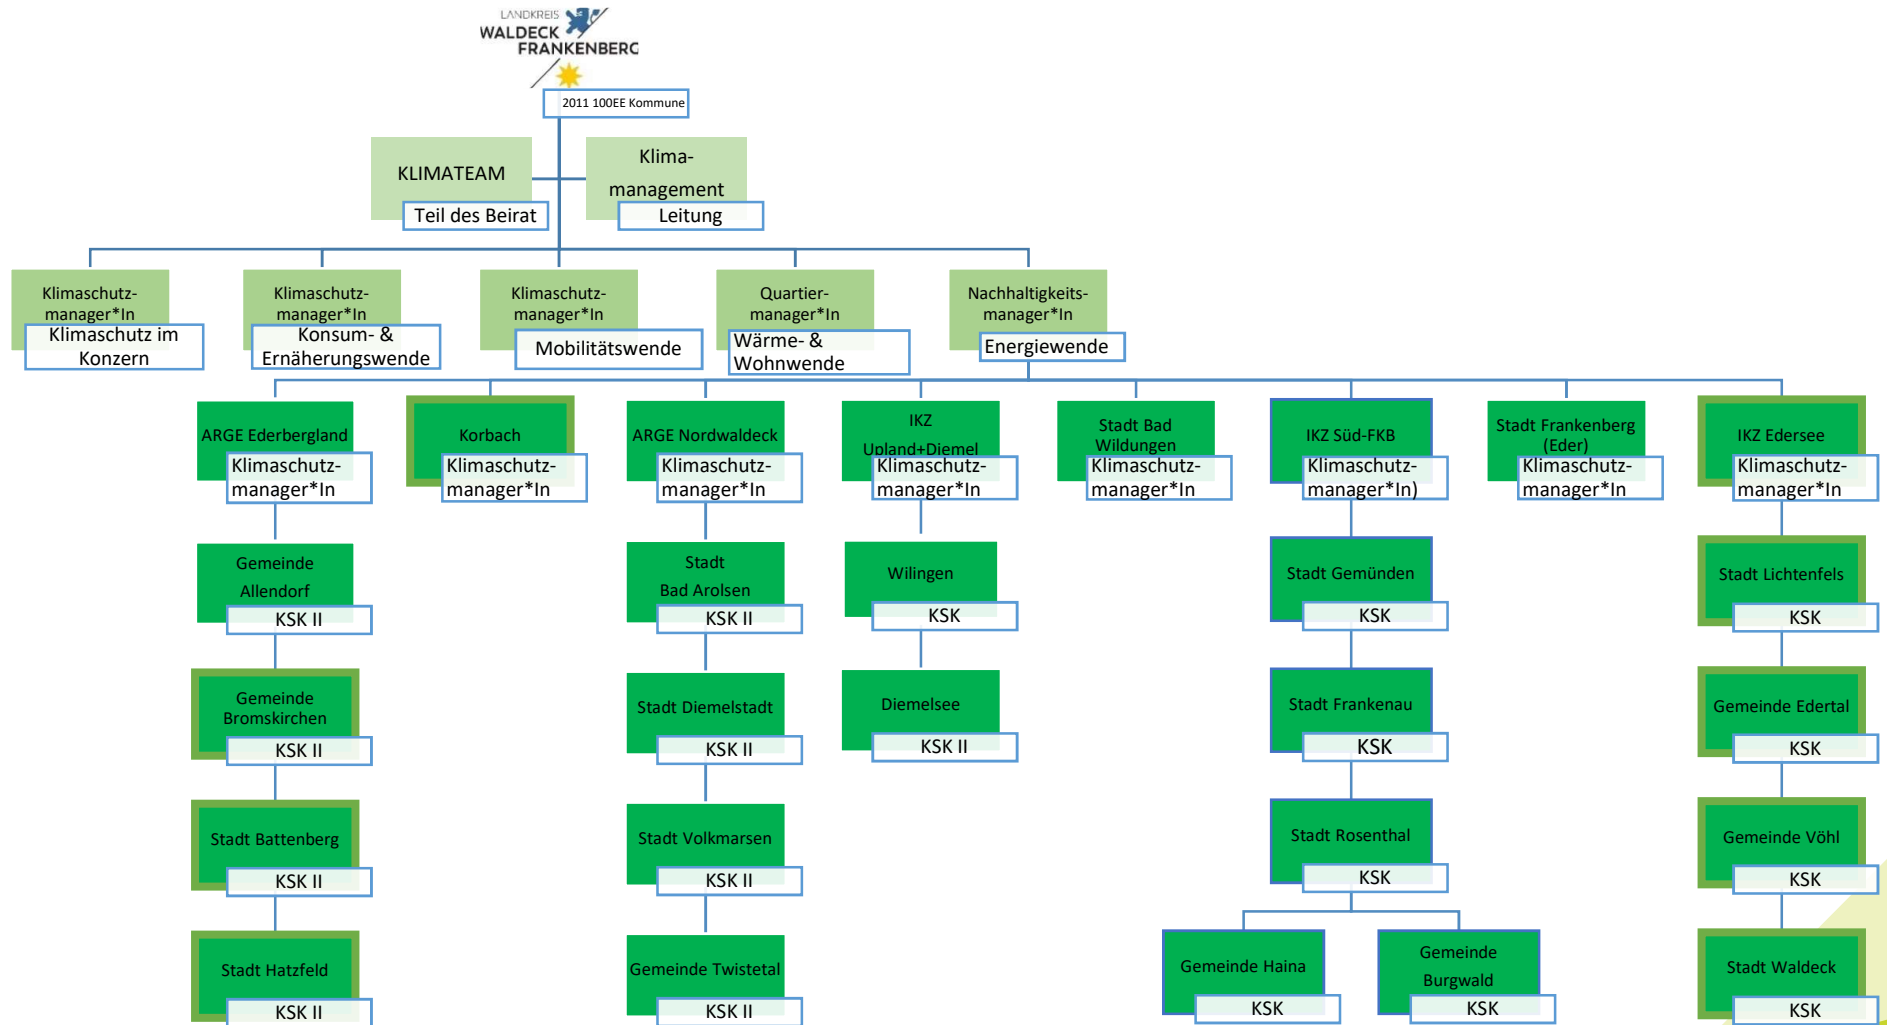 LANDKREIS
WALDECK
FRANKENBERG
2011 100EE Kommune
KLIMATEAM
Teil des Beirat
Klima-
management
Leitung
Klimaschutz-
manager*In
Klimaschutz im
Konzern
Klimaschutz-
manager*In
Konsum- &
Ernäherungswende
Klimaschutz-
manager*In
Mobilitätswende
Quartier-
manager*In
Wärme- &
Wohnwende
Nachhaltigkeits-
manager*In
Energiewende
ARGE Ederbergland
Klimaschutz-
manager*In
Korbach
Klimaschutz-
manager*In
ARGE Nordwaldeck
Klimaschutz-
manager*In
IKZ
Upland+Diemel
Klimaschutz-
manager*In
Stadt Bad
Wildungen
Klimaschutz-
manager*In
IKZ Süd-FKB
Klimaschutz-
manager*In)
Stadt Frankenberg
(Eder)
Klimaschutz-
manager*In
IKZ Edersee
Klimaschutz-
manager*In
Gemeinde
Allendorf
KSK II
Stadt
Bad Arolsen
KSK II
Wilingen
KSK
Stadt Gemünden
KSK
Stadt Lichtenfels
KSK
Gemeinde
Bromskirchen
KSK II
Stadt Diemelstadt
KSK II
Diemelsee
KSK II
Stadt Frankenau
KSK
Gemeinde Edertal
KSK
Stadt Battenberg
KSK II
Stadt Volkmarsen
KSK II
Stadt Rosenthal
KSK
Gemeinde Vöhl
KSK
Stadt Hatzfeld
KSK II
Gemeinde Twistetal
KSK II
Gemeinde Haina
KSK
Gemeinde
Burgwald
KSK
Stadt Waldeck
KSK